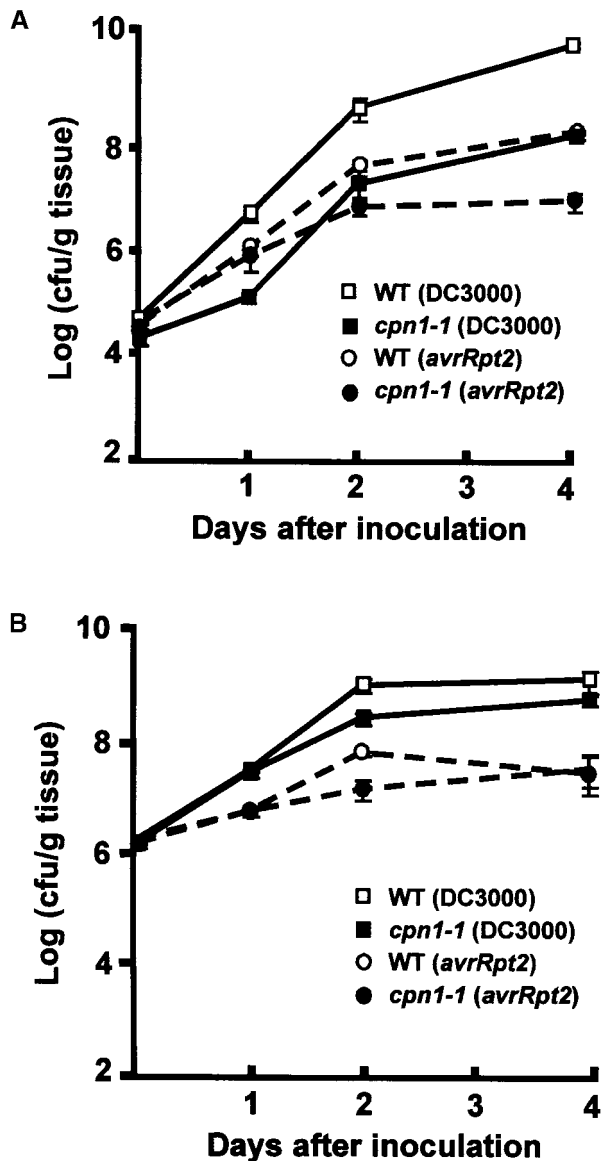 A
10
8
6
4
2
Log (cfu/g tissue)
WT (DC3000)
cpn1-1 (DC3000)
WT (avrRpt2)
cpn1-1 (avrRpt2)
1 2 3 4
Days after inoculation
B
10
8
6
4
2
Log (cfu/g tissue)
WT (DC3000)
cpn1-1 (DC3000)
WT (avrRpt2)
cpn1-1 (avrRpt2)
1 2 3 4
Days after inoculation